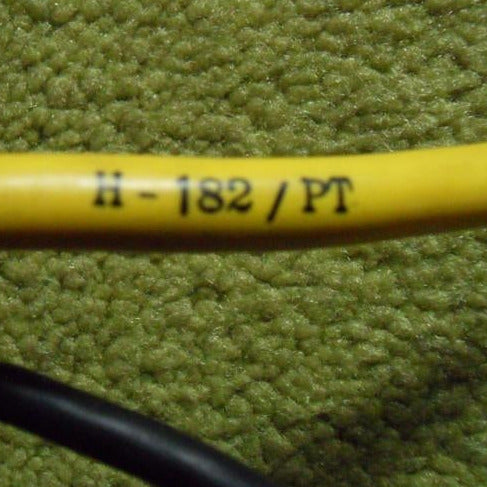 H - 182 / PT